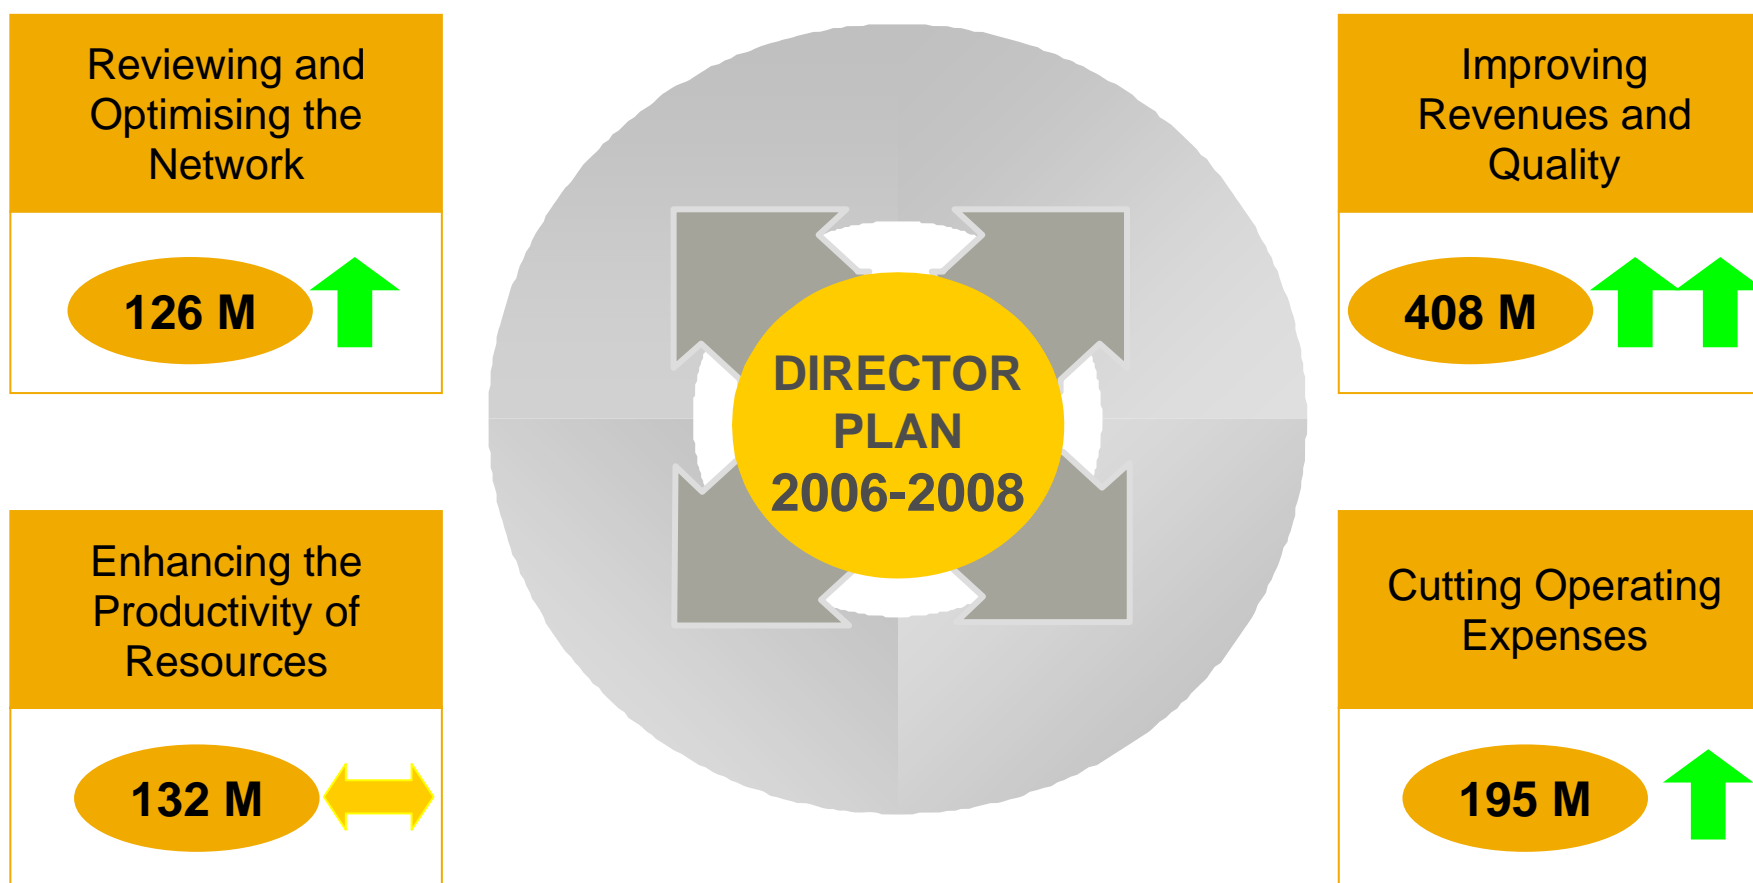 Reviewing and
Optimising the
Network
126 M
Improving
Revenues and
Quality
408 M
DIRECTOR
PLAN
2006-2008
Enhancing the
Productivity of
Resources
132 M
Cutting Operating
Expenses
195 M